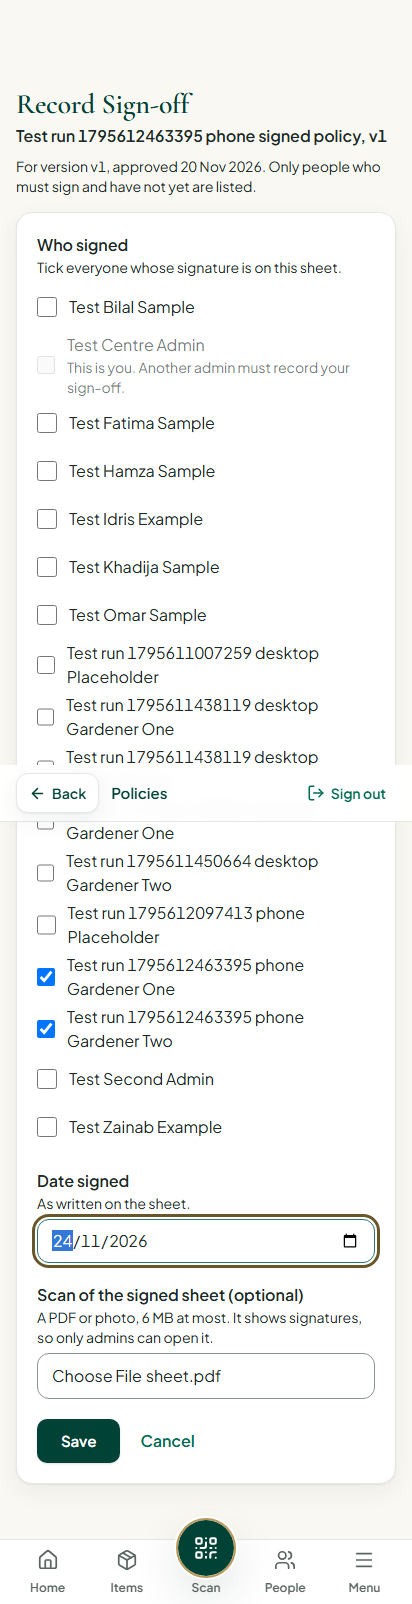 Record Sign-off
Test run 1795612463395 phone signed policy, v1
For version v1, approved 20 Nov 2026. Only people who
must sign and have not yet are listed.
Who signed
Tick everyone whose signature is on this sheet.
Test Bilal Sample
Test Centre Admin
This is you. Another admin must record your
sign-off.
Test Fatima Sample
Test Hamza Sample
Test Idris Example
Test Khadija Sample
Test Omar Sample
Test run 1795611007259 desktop
Placeholder
Test run 1795611438119 desktop
Gardener One
Test run 1795611438119 desktop
Back
Policies
Sign out
Gardener One
Test run 1795611450664 desktop
Gardener Two
Test run 1795612097413 phone
Placeholder
Test run 1795612463395 phone
Gardener One
Test run 1795612463395 phone
Gardener Two
Test Second Admin
Test Zainab Example
Date signed
As written on the sheet.
24/11/2026
Scan of the signed sheet (optional)
A PDF or photo, 6 MB at most. It shows signatures,
so only admins can open it.
Choose File sheet.pdf
Save
Cancel
Home
Items
Scan
People
Menu